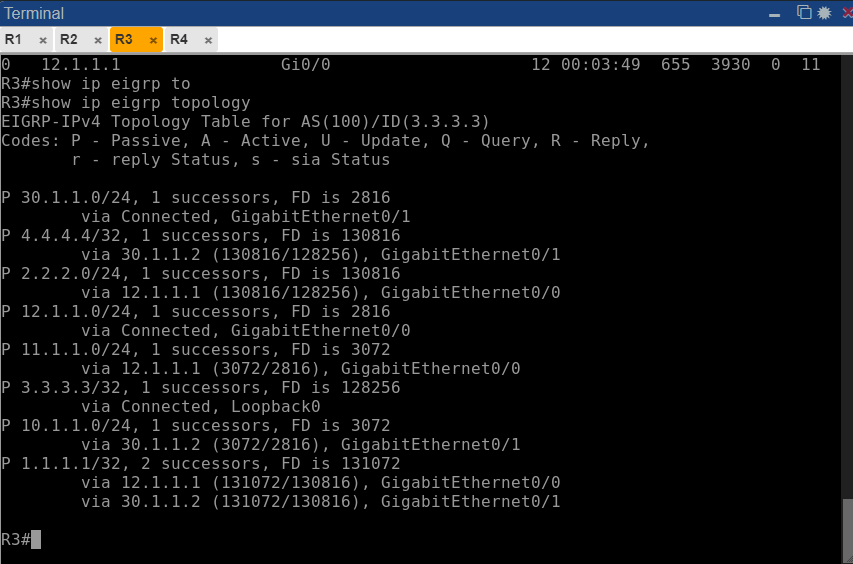 Terminal
R1 × R2 × R3 × R4 ×
0   12.1.1.1                Gi0/0                    12 00:03:49  655  3930  0  11
R3#show ip eigrp to
R3#show ip eigrp topology
EIGRP-IPv4 Topology Table for AS(100)/ID(3.3.3.3)
Codes: P - Passive, A - Active, U - Update, Q - Query, R - Reply,
       r - reply Status, s - sia Status
P 30.1.1.0/24, 1 successors, FD is 2816
        via Connected, GigabitEthernet0/1
P 4.4.4.4/32, 1 successors, FD is 130816
        via 30.1.1.2 (130816/128256), GigabitEthernet0/1
P 2.2.2.0/24, 1 successors, FD is 130816
        via 12.1.1.1 (130816/128256), GigabitEthernet0/0
P 12.1.1.0/24, 1 successors, FD is 2816
        via Connected, GigabitEthernet0/0
P 11.1.1.0/24, 1 successors, FD is 3072
        via 12.1.1.1 (3072/2816), GigabitEthernet0/0
P 3.3.3.3/32, 1 successors, FD is 128256
        via Connected, Loopback0
P 10.1.1.0/24, 1 successors, FD is 3072
        via 30.1.1.2 (3072/2816), GigabitEthernet0/1
P 1.1.1.1/32, 2 successors, FD is 131072
        via 12.1.1.1 (131072/130816), GigabitEthernet0/0
        via 30.1.1.2 (131072/130816), GigabitEthernet0/1
R3#